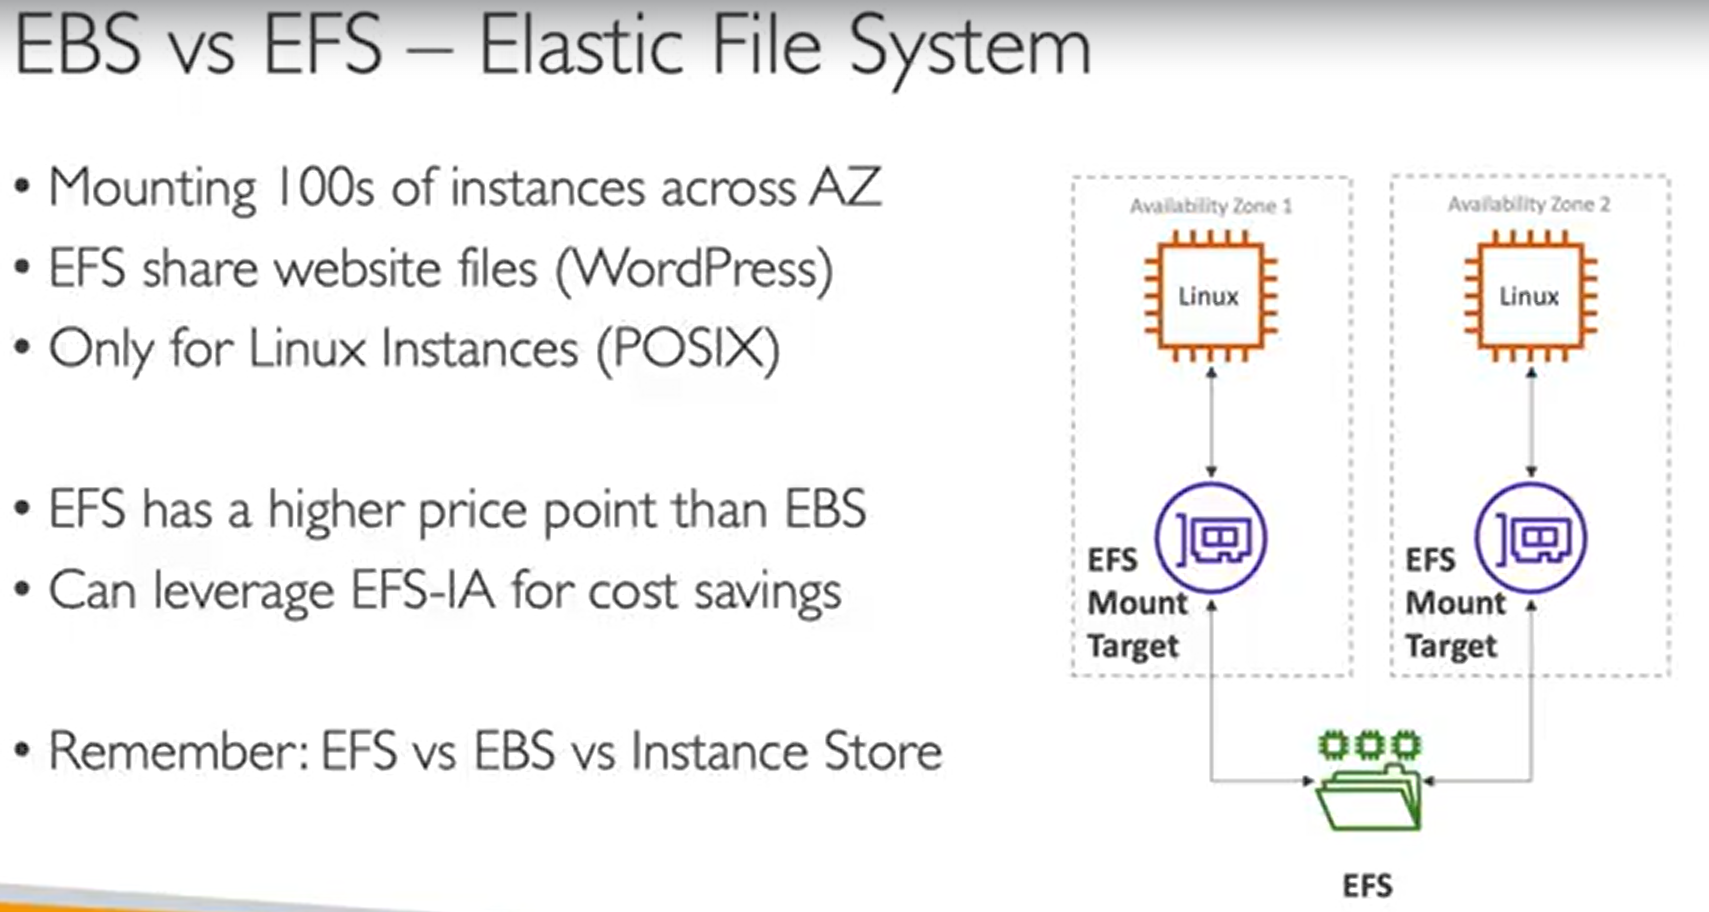 EBS vs EFS – Elastic File System
• Mounting 100s of instances across AZ
• EFS share website files (WordPress)
• Only for Linux Instances (POSIX)
• EFS has a higher price point than EBS
• Can leverage EFS-IA for cost savings
• Remember: EFS vs EBS vs Instance Store
Availability Zone 1
Linux
EFS
Mount
Target
Availability Zone 2
Linux
EFS
Mount
Target
EFS